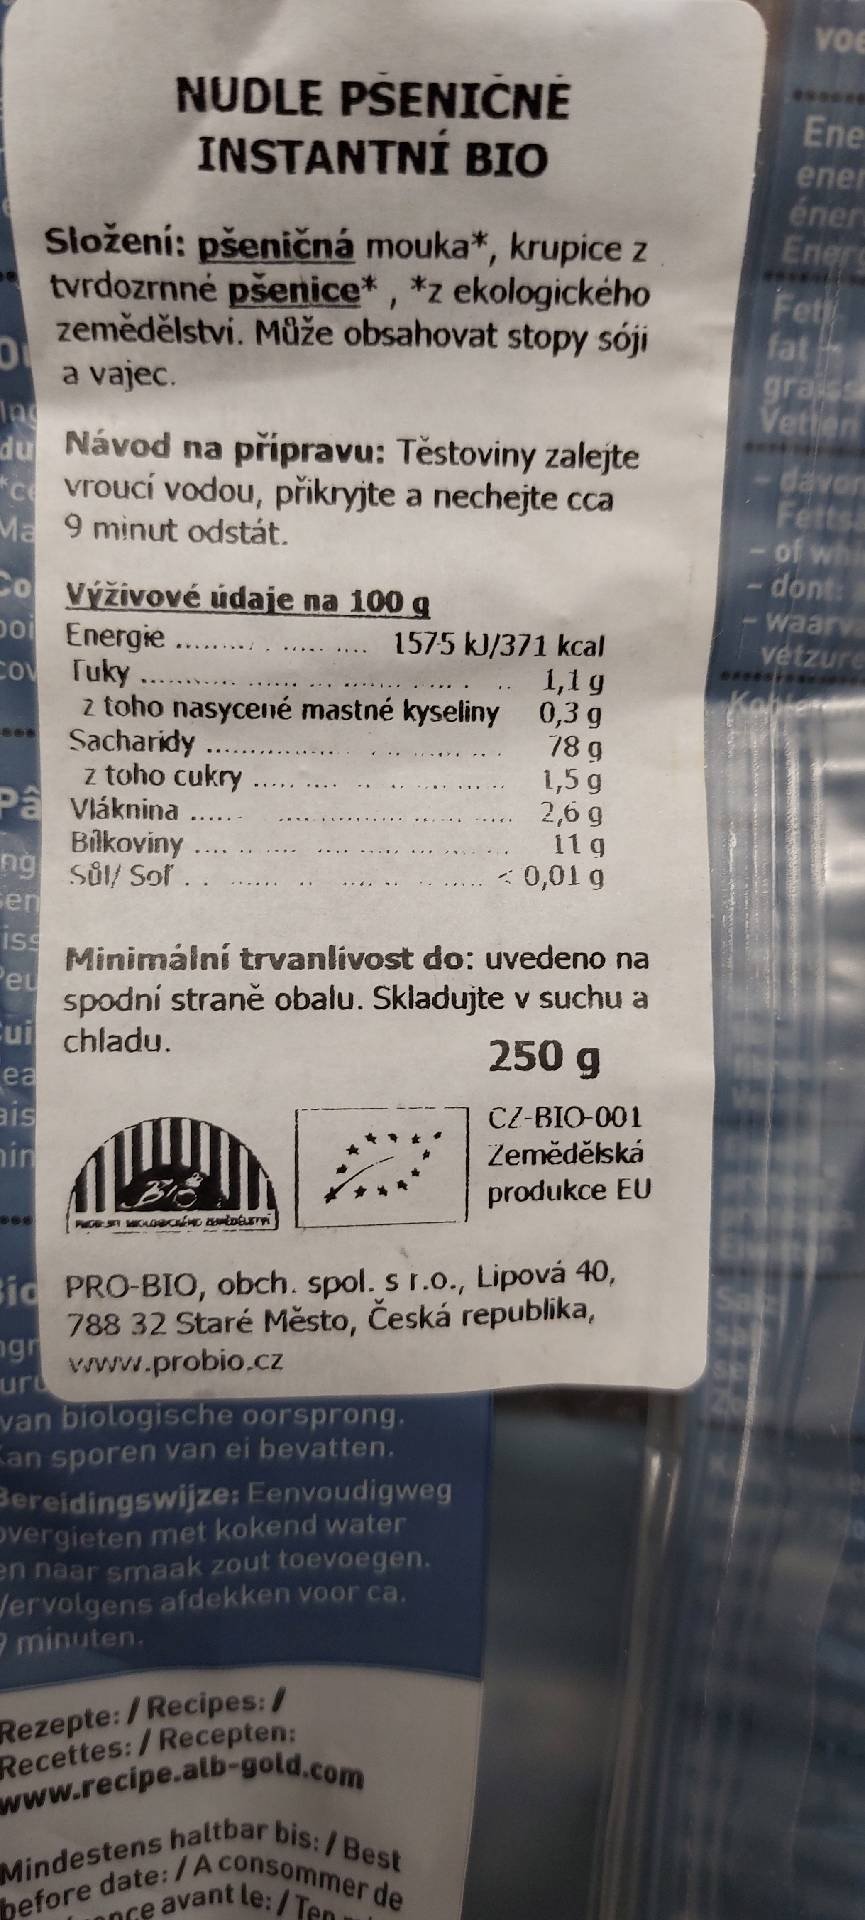 NUDLE PŠENIČNÉ
INSTANTNÍ BIO
Složení: pšeničná mouka*, krupice z
tvrdozrnné pšenice* , *z ekologického
zemědělství. Může obsahovat stopy sóji
a vajec.
Návod na přípravu: Těstoviny zalejte
vroucí vodou, přikryjte a nechejte cca
9 minut odstát.
Výživové údaje na 100 g
Energie 1575 kJ/371 kcal
Tuky 1,1 g
z toho nasycené mastné kyseliny 0,3 g
Sacharidy 78 g
z toho cukry 1,5 g
Vláknina 2,6 g
Bílkoviny 11 g
Sůl/ Soľ < 0,01 g
Minimální trvanlivost do: uvedeno na
spodní straně obalu. Skladujte v suchu a
chladu.
250 g
BIO
CZ-BIO-001
Zemědělská
produkce EU
PRO-BIO, obch. spol. s r.o., Lipová 40,
788 32 Staré Město, Česká republika,
www.probio.cz
van biologische oorsprong.
sporen van ei bevatten.
Bereidingswijze: Eenvoudigweg
overgieten met kokend water
en naar smaak zout toevoegen.
Vervolgens afdekken voor ca.
9 minuten.
Rezepte: / Recipes: /
Recettes: / Recepten:
www.recipe.alb-gold.com
Mindestens haltbar bis: / Best
before date: / A consommer de
avant le: /
fat
- of
- dont: